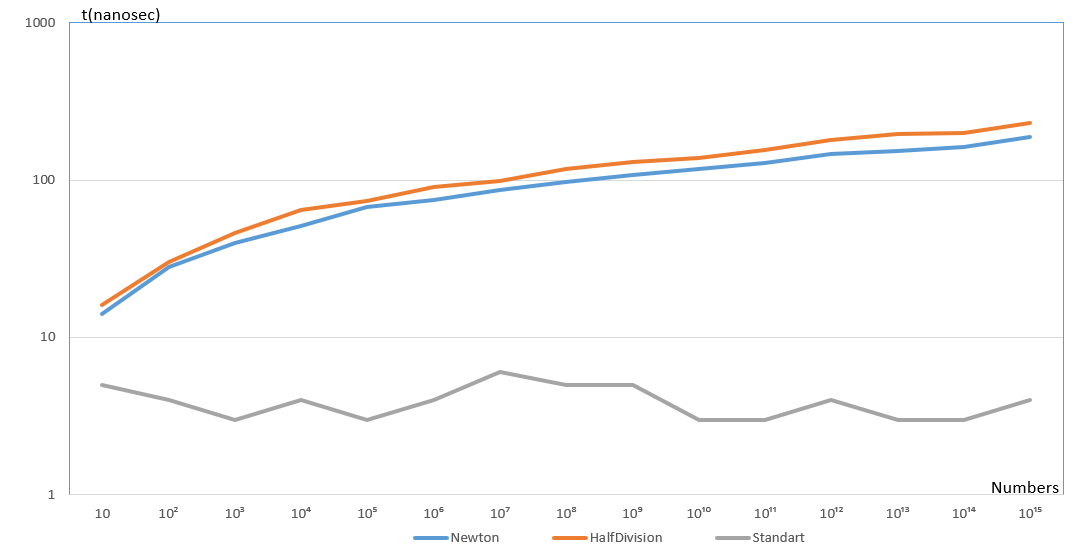 t(nanosec)
1000
100
10
1
Numbers
10 10² 10³ 10⁴ 10⁵ 10⁶ 10⁷ 10⁸ 10⁹ 10¹⁰ 10¹¹ 10¹² 10¹³ 10¹⁴ 10¹⁵
Newton HalfDivision Standart